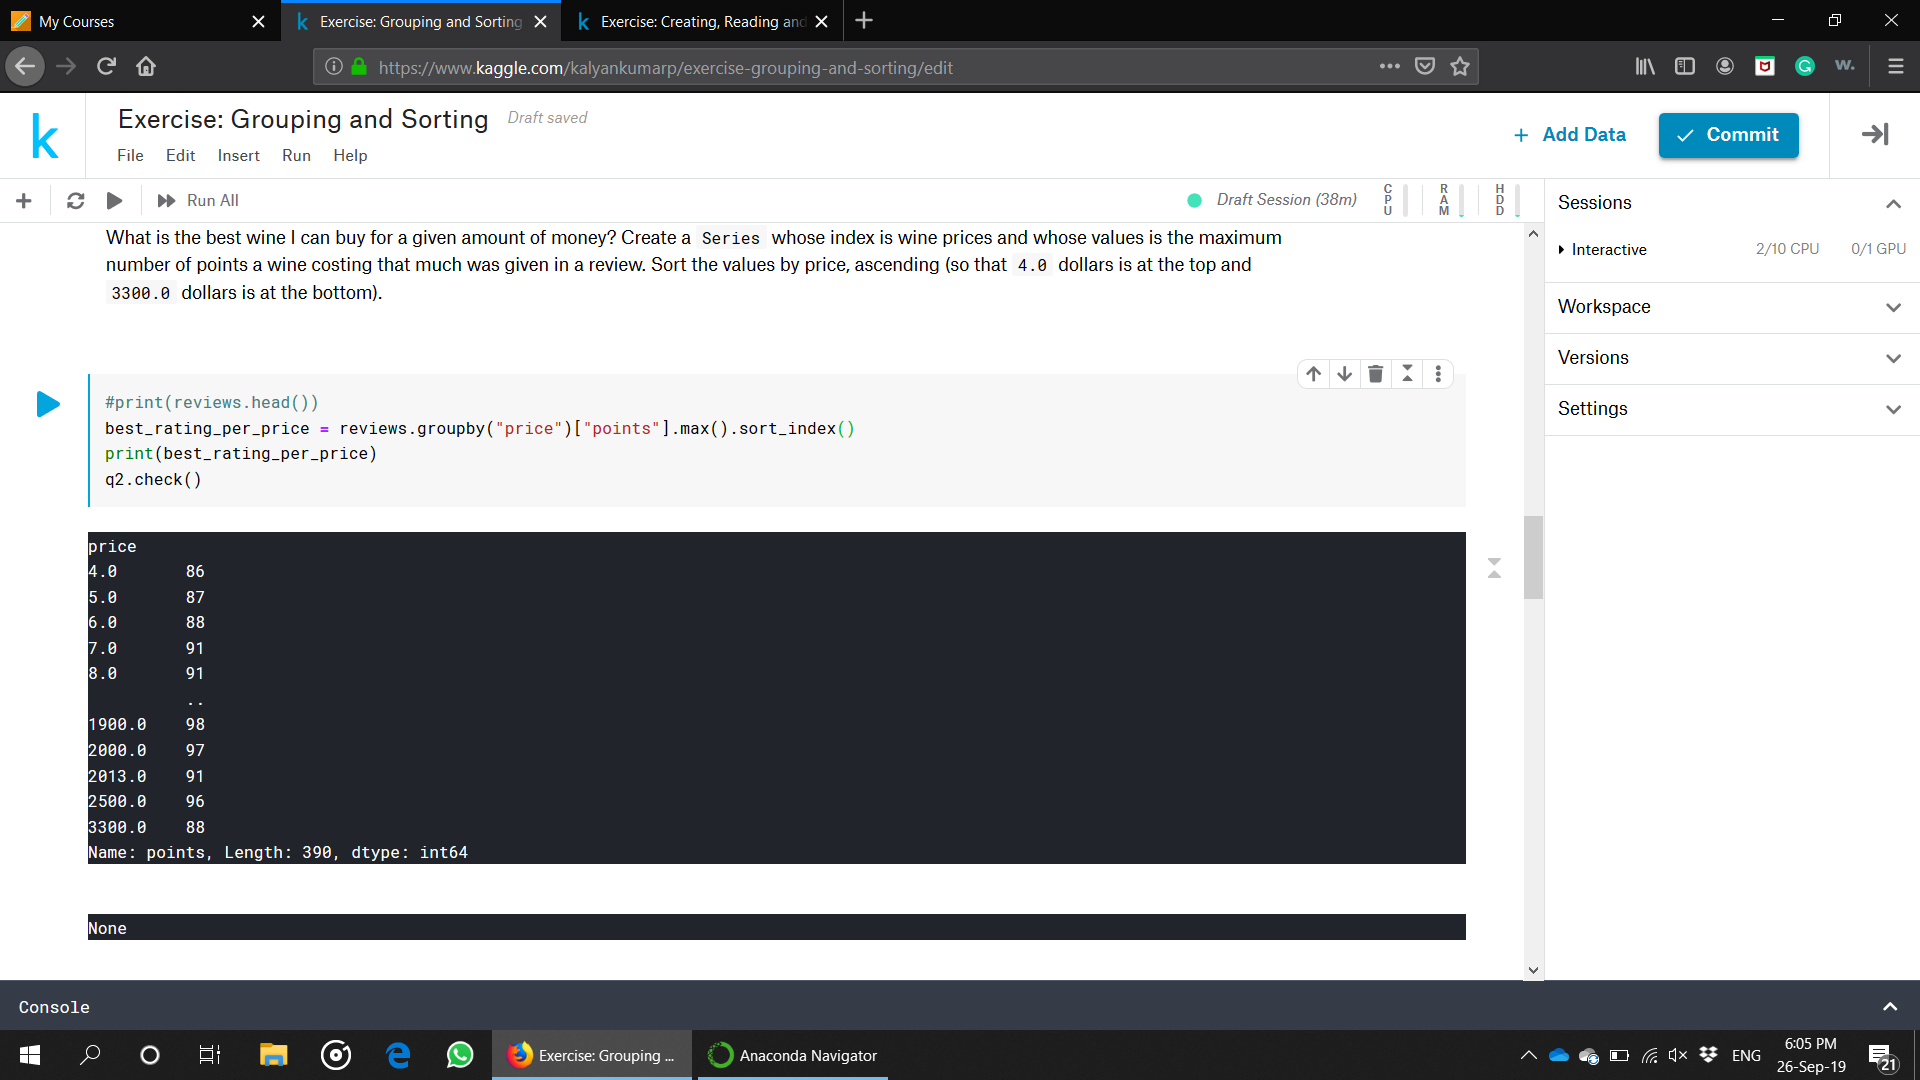 My Courses
Exercise: Grouping and Sorting
Exercise: Creating, Reading and
https://www.kaggle.com/kalyankumarp/exercise-grouping-and-sorting/edit
w.
k
Exercise: Grouping and Sorting
Draft saved
File
Edit
Insert
Run
Help
+ Add Data
Commit
Run All
Draft Session (38m)
CPU
RAM
HDD
Sessions
Interactive
2/10 CPU
0/1 GPU
Workspace
Versions
Settings
What is the best wine I can buy for a given amount of money? Create a Series whose index is wine prices and whose values is the maximum
number of points a wine costing that much was given in a review. Sort the values by price, ascending (so that 4.0 dollars is at the top and
3300.0 dollars is at the bottom).
#print(reviews.head())
best_rating_per_price = reviews.groupby("price")["points"].max().sort_index()
print(best_rating_per_price)
q2.check()
price
4.0 86
5.0 87
6.0 88
7.0 91
8.0 91
..
1900.0 98
2000.0 97
2013.0 91
2500.0 96
3300.0 88
Name: points, Length: 390, dtype: int64
None
Console
Exercise: Grouping ...
Anaconda Navigator
ENG
6:05 PM
26-Sep-19
21